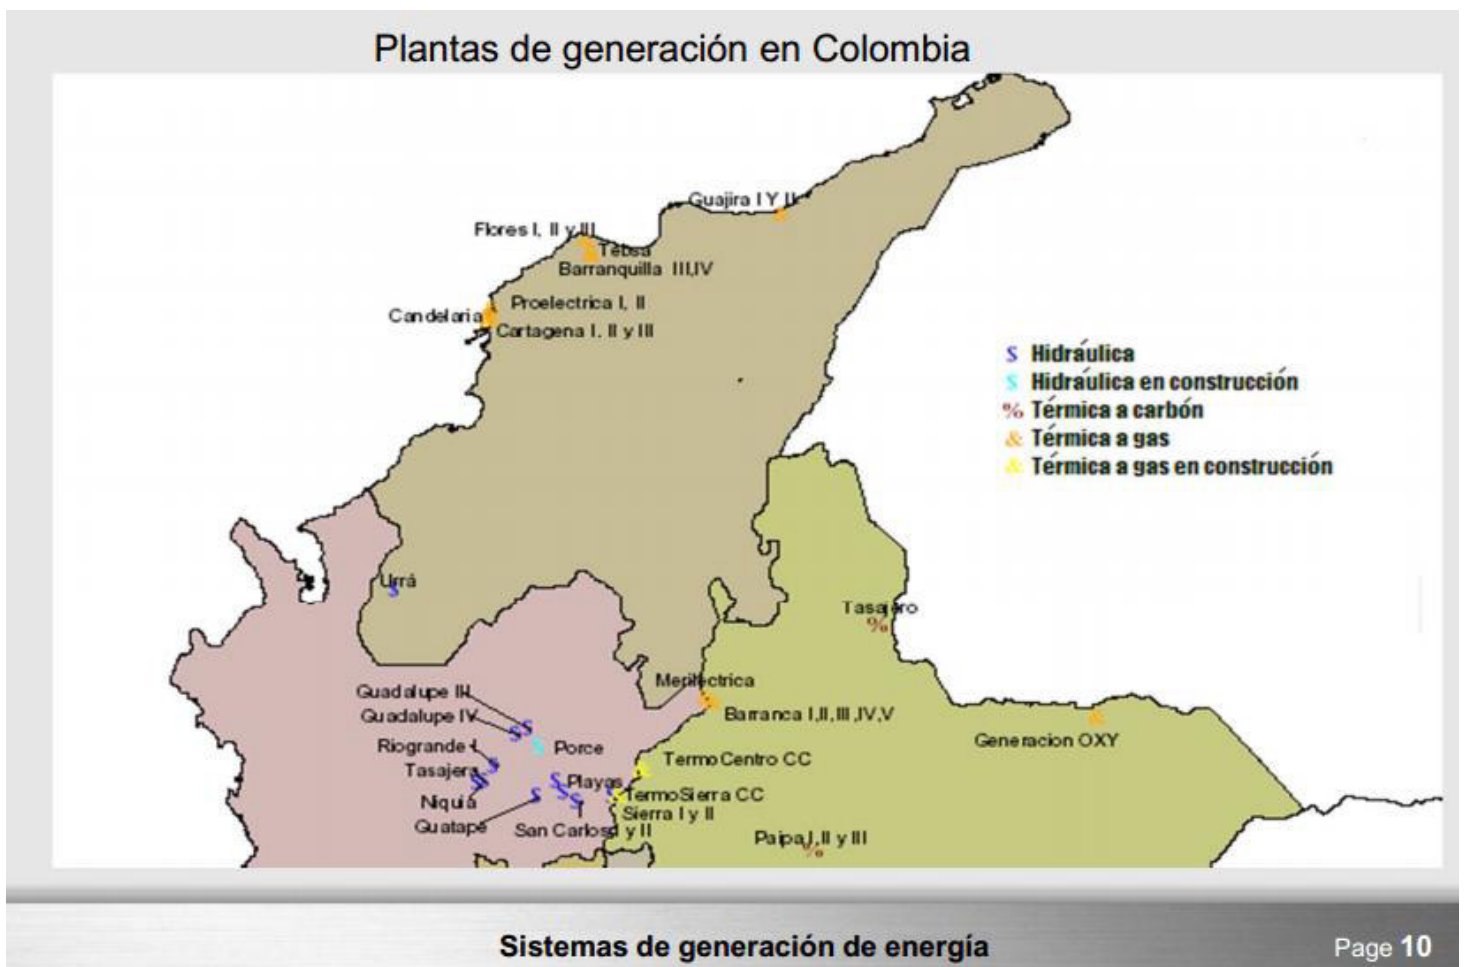 Plantas de generación en Colombia
Guajira I Y II
Flores I, II y III
Tebsa
Barranquilla III,IV
Proelectrica I, II
Candelaria
Cartagena I, II y III
$ Hidráulica
$ Hidráulica en construcción
% Térmica a carbón
& Térmica a gas
& Térmica a gas en construcción
Urrá
Tasajero
Merilectrica
Guadalupe III
Guadalupe IV
Barranca I,II,III,IV,V
Generacion OXY
Riogrande I
Porce
TermoCentro CC
Tasajera
Playas
Niquia
TermoSierra CC
Sierra I y II
Guatape
San Carlos I y II
Paipa I, II y III
Sistemas de generación de energía
Page 10